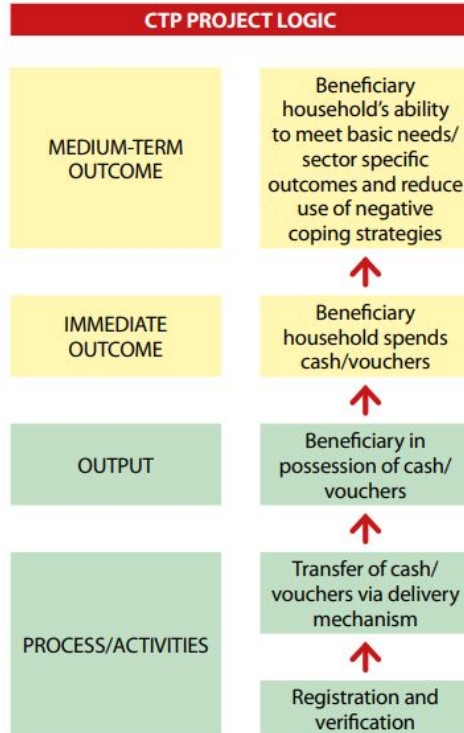 CTP PROJECT LOGIC
MEDIUM-TERM
OUTCOME
Beneficiary
household’s ability
to meet basic needs/
sector specific
outcomes and reduce
use of negative
coping strategies
IMMEDIATE
OUTCOME
Beneficiary
household spends
cash/vouchers
OUTPUT
Beneficiary in
possession of cash/
vouchers
PROCESS/ACTIVITIES
Transfer of cash/
vouchers via delivery
mechanism
Registration and
verification